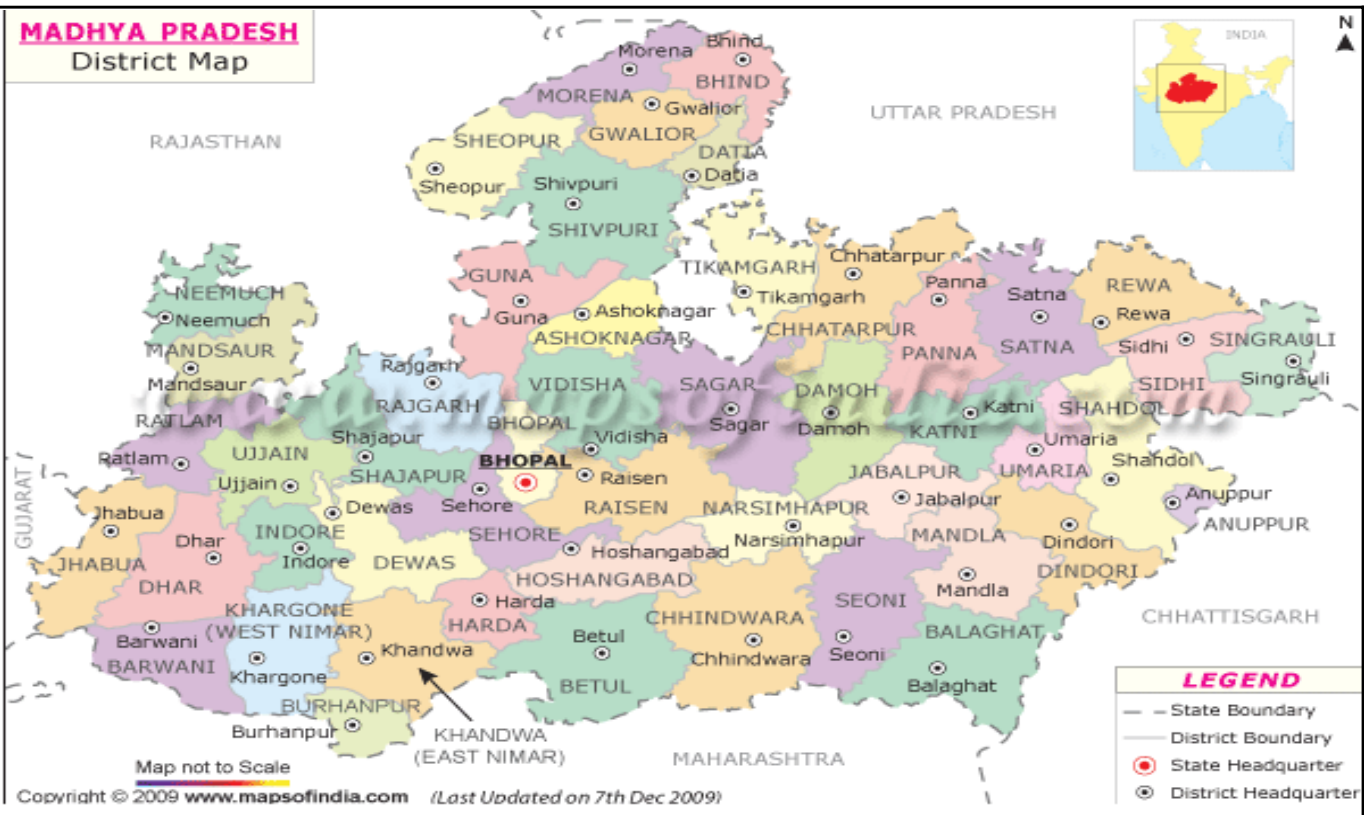 MADHYA PRADESH
District Map
N
INDIA
RAJASTHAN
UTTAR PRADESH
GUJARAT
CHHATTISGARH
MAHARASHTRA
Morena
MORENA
Bhind
BHIND
Gwalior
GWALIOR
SHEOPUR
Sheopur
DATIA
Datia
Shivpuri
SHIVPURI
GUNA
Guna
Ashoknagar
ASHOKNAGAR
TIKAMGARH
Tikamgarh
Chhatarpur
CHHATARPUR
Panna
PANNA
Satna
SATNA
REWA
Rewa
Sidhi
SIDHI
SINGRAULI
Singrauli
NEEMUCH
Neemuch
MANDSAUR
Mandsaur
RATLAM
Ratlam
UJJAIN
Ujjain
Shajapur
SHAJAPUR
Rajgarh
RAJGARH
VIDISHA
Vidisha
BHOPAL
BHOPAL
SAGAR
Sagar
DAMOH
Damoh
Katni
KATNI
SHAHDOL
Shandol
Umaria
UMARIA
Anuppur
ANUPPUR
JABALPUR
Jabalpur
Raisen
RAISEN
Sehore
SEHORE
Dewas
DEWAS
INDORE
Indore
Jhabua
JHABUA
Dhar
DHAR
NARSIMHAPUR
Narsimhapur
MANDLA
Mandla
Dindori
DINDORI
Hoshangabad
HOSHANGABAD
Harda
HARDA
KHARGONE
(WEST NIMAR)
Khargone
Barwani
BARWANI
Khandwa
KHANDWA
(EAST NIMAR)
BURHANPUR
Burhanpur
Betul
BETUL
CHHINDWARA
Chhindwara
SEONI
Seoni
BALAGHAT
Balaghat
www.mapsofindia.com
LEGEND
State Boundary
District Boundary
State Headquarter
District Headquarter
Map not to Scale
Copyright © 2009 www.mapsofindia.com (Last Updated on 7th Dec 2009)